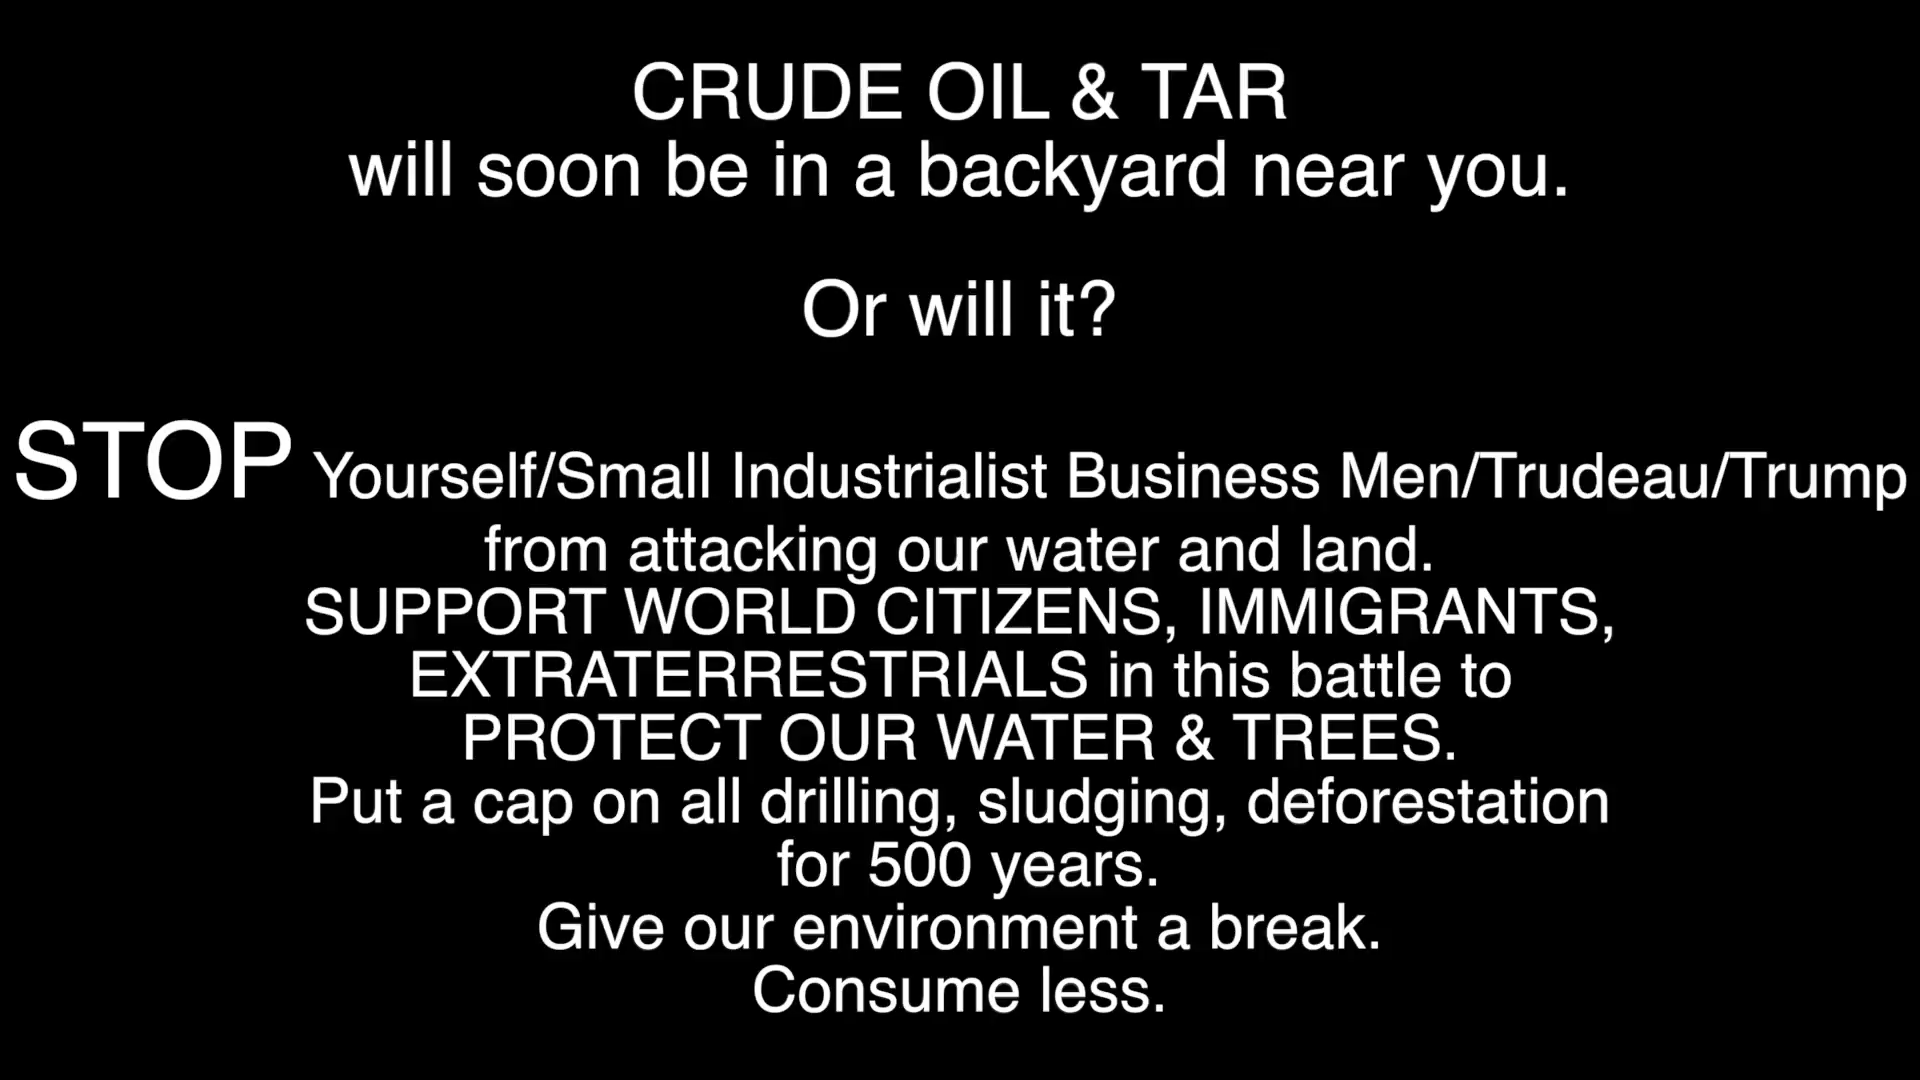 CRUDE OIL & TAR
will soon be in a backyard near you.
Or will it?
STOP Yourself/Small Industrialist Business Men/Trudeau/Trump
from attacking our water and land.
SUPPORT WORLD CITIZENS, IMMIGRANTS,
EXTRATERRESTRIALS in this battle to
PROTECT OUR WATER & TREES.
Put a cap on all drilling, sludging, deforestation
for 500 years.
Give our environment a break.
Consume less.